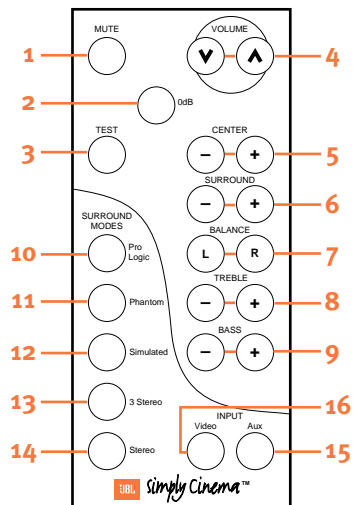 MUTE
VOLUME
1
4
2
0dB
3
TEST
CENTER
−
+
5
SURROUND
−
+
6
SURROUND
MODES
BALANCE
10
Pro
Logic
L
R
7
TREBLE
11
Phantom
−
+
8
BASS
12
Simulated
−
+
9
13
3 Stereo
16
INPUT
Video
Aux
14
Stereo
15
JBL Simply Cinema™